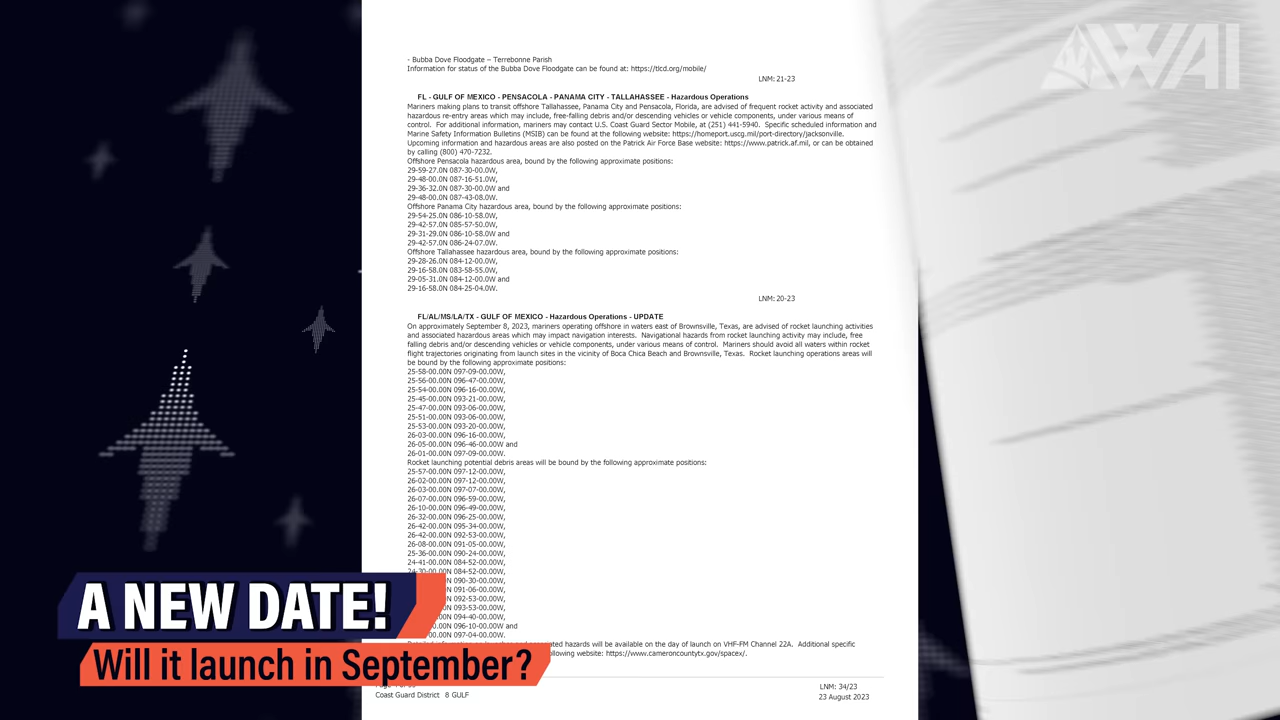 - Bubba Dove Floodgate – Terrebonne Parish
Information for status of the Bubba Dove Floodgate can be found at: https://tlcd.org/mobile/
LNM: 21-23
FL - GULF OF MEXICO - PENSACOLA - PANAMA CITY - TALLAHASSEE - Hazardous Operations
Mariners making plans to transit offshore Tallahassee, Panama City and Pensacola, Florida, are advised of frequent rocket activity and associated
hazardous re-entry areas which may include, free-falling debris and/or descending vehicles or vehicle components, under various means of
control. For additional information, mariners may contact U.S. Coast Guard Sector Mobile, at (251) 441-5940. Specific scheduled information and
Marine Safety Information Bulletins (MSIB) can be found at the following website: https://homeport.uscg.mil/port-directory/jacksonville.
Upcoming information and hazardous areas are also posted on the Patrick Air Force Base website: https://www.patrick.af.mil, or can be obtained
by calling (800) 470-7232.
Offshore Pensacola hazardous area, bound by the following approximate positions:
29-59-27.0N 087-30-00.0W,
29-48-00.0N 087-16-51.0W,
29-36-32.0N 087-30-00.0W and
29-48-00.0N 087-43-08.0W.
Offshore Panama City hazardous area, bound by the following approximate positions:
29-54-25.0N 086-10-58.0W,
29-42-57.0N 085-57-50.0W,
29-31-29.0N 086-10-58.0W and
29-42-57.0N 086-24-07.0W.
Offshore Tallahassee hazardous area, bound by the following approximate positions:
29-28-26.0N 084-12-00.0W,
29-16-58.0N 083-58-55.0W,
29-05-31.0N 084-12-00.0W and
29-16-58.0N 084-25-04.0W.
LNM: 20-23
FL/AL/MS/LA/TX - GULF OF MEXICO - Hazardous Operations - UPDATE
On approximately September 8, 2023, mariners operating offshore in waters east of Brownsville, Texas, are advised of rocket launching activities
and associated hazardous areas which may impact navigation interests. Navigational hazards from rocket launching activity may include, free
falling debris and/or descending vehicles or vehicle components, under various means of control. Mariners should avoid all waters within rocket
flight trajectories originating from launch sites in the vicinity of Boca Chica Beach and Brownsville, Texas. Rocket launching operations areas will
be bound by the following approximate positions:
25-58-00.00N 097-09-00.00W,
25-56-00.00N 096-47-00.00W,
25-54-00.00N 096-16-00.00W,
25-45-00.00N 093-21-00.00W,
25-47-00.00N 093-06-00.00W,
25-51-00.00N 093-06-00.00W,
25-53-00.00N 093-20-00.00W,
26-03-00.00N 096-16-00.00W,
26-05-00.00N 096-46-00.00W and
26-01-00.00N 097-09-00.00W.
Rocket launching potential debris areas will be bound by the following approximate positions:
25-57-00.00N 097-12-00.00W,
26-02-00.00N 097-12-00.00W,
26-03-00.00N 097-07-00.00W,
26-07-00.00N 096-59-00.00W,
26-10-00.00N 096-49-00.00W,
26-32-00.00N 096-25-00.00W,
26-42-00.00N 095-34-00.00W,
26-42-00.00N 092-53-00.00W,
26-08-00.00N 091-05-00.00W,
25-36-00.00N 090-24-00.00W,
24-41-00.00N 084-52-00.00W,
24-30-00.00N 084-52-00.00W,
090-30-00.00W,
091-06-00.00W,
092-53-00.00W,
093-53-00.00W,
094-40-00.00W,
096-10-00.00W and
097-04-00.00W.
hazards will be available on the day of launch on VHF-FM Channel 22A. Additional specific
website: https://www.cameroncountytx.gov/spacex/.
LNM: 34/23
Coast Guard District 8 GULF
23 August 2023
A NEW DATE!
Will it launch in September?
WAI